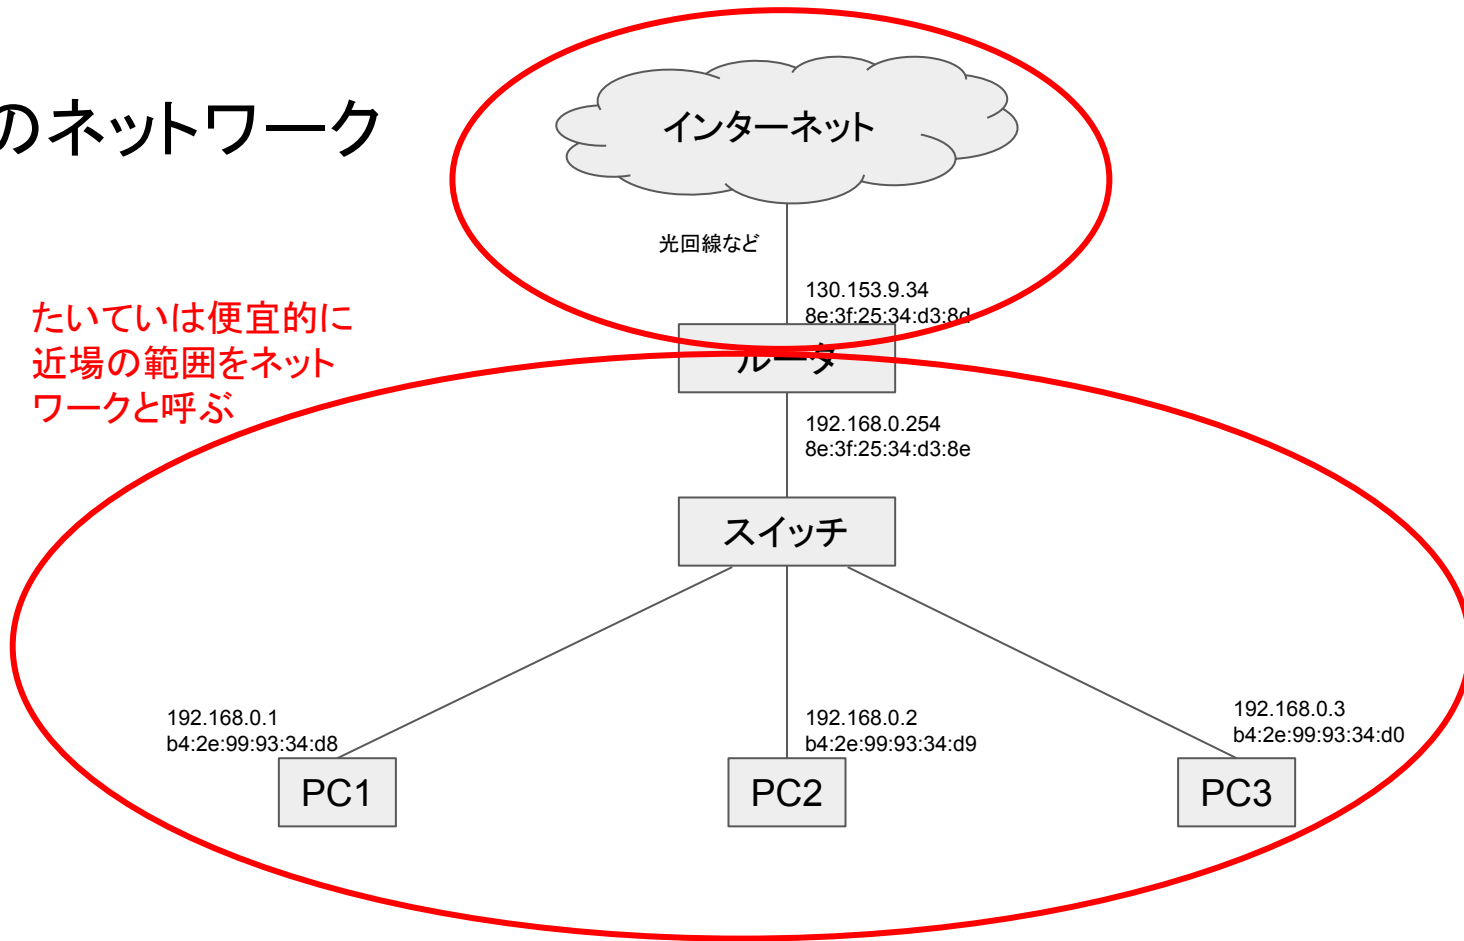 のネットワーク
インターネット
光回線など
130.153.9.34
8e:3f:25:34:d3:8d
たいていは便宜的に
近場の範囲をネット
ワークと呼ぶ
ルータ
192.168.0.254
8e:3f:25:34:d3:8e
スイッチ
192.168.0.1
b4:2e:99:93:34:d8
192.168.0.2
b4:2e:99:93:34:d9
192.168.0.3
b4:2e:99:93:34:d0
PC1
PC2
PC3